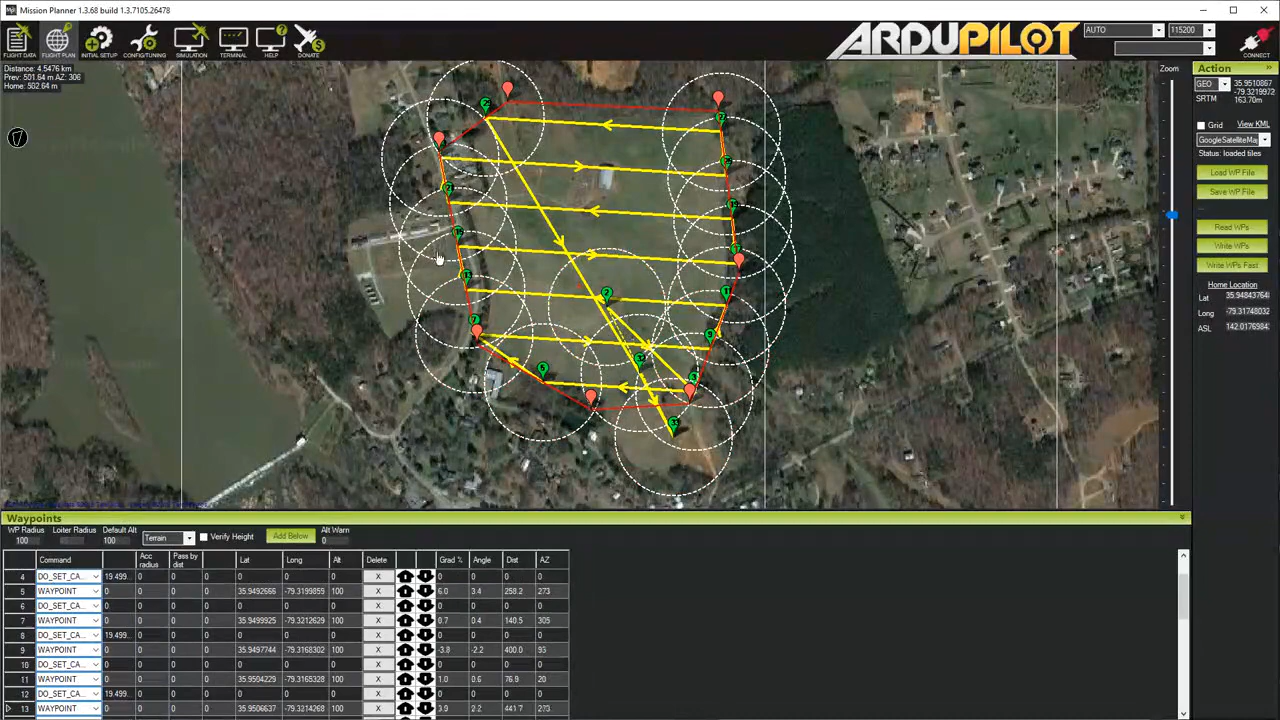 Mission Planner 1.3.68 build 1.3.7105.26478
FLIGHT DATA
FLIGHT PLAN
INITIAL SETUP
CONFIG/TUNING
SIMULATION
TERMINAL
HELP
DONATE
ARDUPILOT
AUTO
115200
CONNECT
Distance: 4.5476 km
Prev: 501.64 m AZ: 306
Home: 502.64 m
Zoom
Action
GEO
35.9510867
-79.3219972
SRTM
163.70m
Grid
View KML
GoogleSatelliteMap
Status: loaded tiles
Load WP File
Save WP File
Read WPs
Write WPs
Write WPs Fast
Home Location
Lat
35.94843764
Long
-79.31748032
ASL
142.0176984
Waypoints
WP Radius
Loiter Radius
Default Alt
Alt Warn
100
100
Terrain
Verify Height
Add Below
0
Command Acc radius Pass by dist Lat Long Alt Delete Grad % Angle Dist AZ
4 DO_SET_CA... 19.499... 0 0 0 0 0 0 X 0 0 0 0
5 WAYPOINT 0 0 0 0 35.9492666 -79.3199859 100 X 6.0 3.4 258.2 273
6 DO_SET_CA... 0 0 0 0 0 0 0 X 0 0 0 0
7 WAYPOINT 0 0 0 0 35.9499925 -79.3212629 100 X 0.7 0.4 140.5 305
8 DO_SET_CA... 19.499... 0 0 0 0 0 0 X 0 0 0 0
9 WAYPOINT 0 0 0 0 35.9497744 -79.3168302 100 X -3.8 -2.2 400.0 93
10 DO_SET_CA... 0 0 0 0 0 0 0 X 0 0 0 0
11 WAYPOINT 0 0 0 0 35.9504229 -79.3165328 100 X 1.0 0.6 76.9 20
12 DO_SET_CA... 19.499... 0 0 0 0 0 0 X 0 0 0 0
13 WAYPOINT 0 0 0 0 35.9506637 -79.3214268 100 X 3.9 2.2 441.7 273